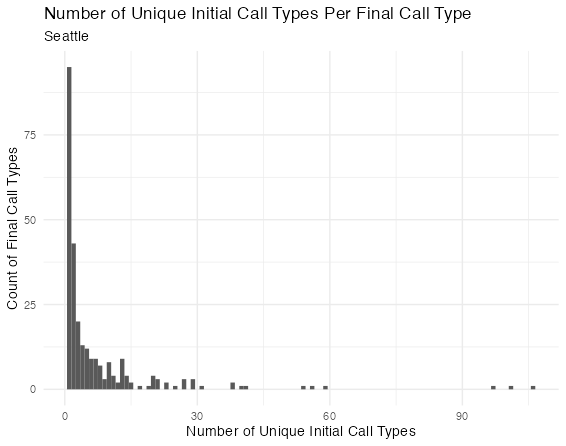 Number of Unique Initial Call Types Per Final Call Type
Seattle
Count of Final Call Types
75
50
25
0
0 30 60 90
Number of Unique Initial Call Types